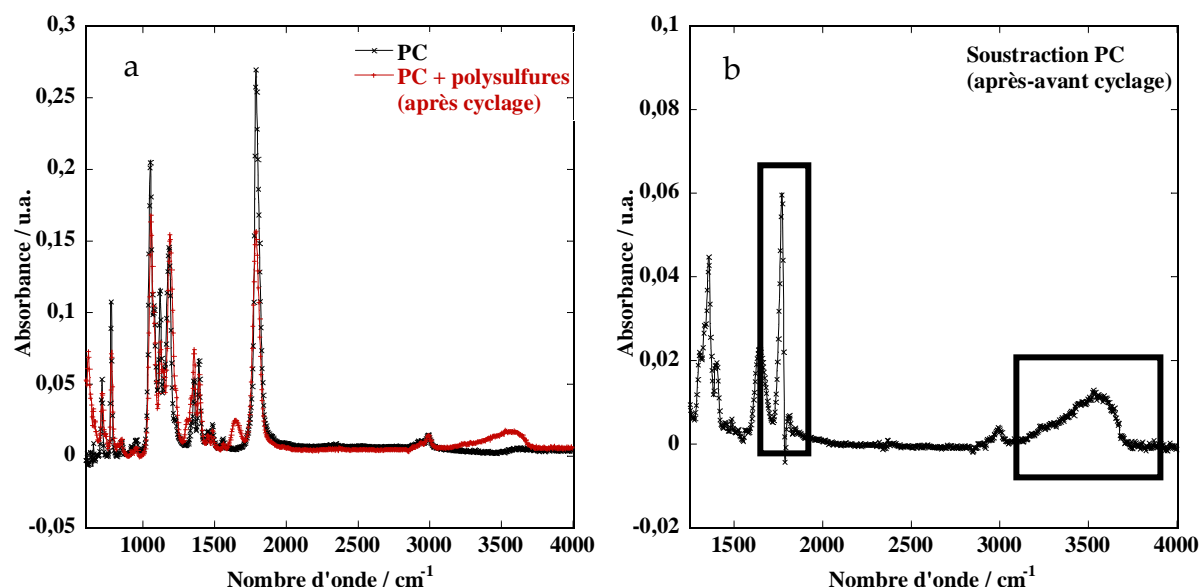 a
PC
PC + polysulfures
(après cyclage)
Absorbance / u.a.
0,3
0,25
0,2
0,15
0,1
0,05
0
-0,05
1000 1500 2000 2500 3000 3500 4000
Nombre d'onde / cm-1
b
Soustraction PC
(après-avant cyclage)
Absorbance / u.a.
0,1
0,08
0,06
0,04
0,02
0
-0,02
1500 2000 2500 3000 3500 4000
Nombre d'onde / cm-1